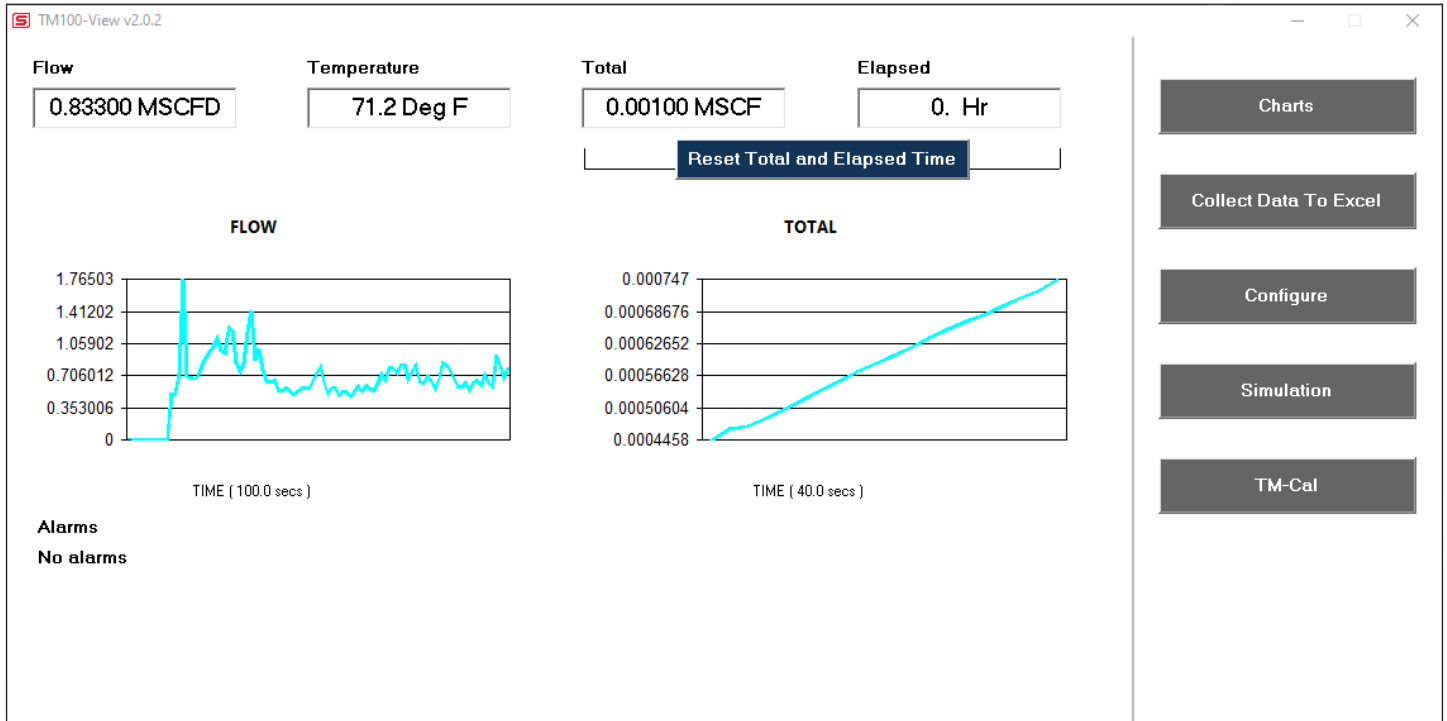 S TM100-View v2.0.2
Flow Temperature Total Elapsed
0.83300 MSCFD 71.2 Deg F 0.00100 MSCF 0. Hr
Reset Total and Elapsed Time
FLOW
1.76503
1.41202
1.05902
0.706012
0.353006
0
TIME ( 100.0 secs )
TOTAL
0.000747
0.00068676
0.00062652
0.00056628
0.00050604
0.0004458
TIME ( 40.0 secs )
Alarms
No alarms
Charts
Collect Data To Excel
Configure
Simulation
TM-Cal